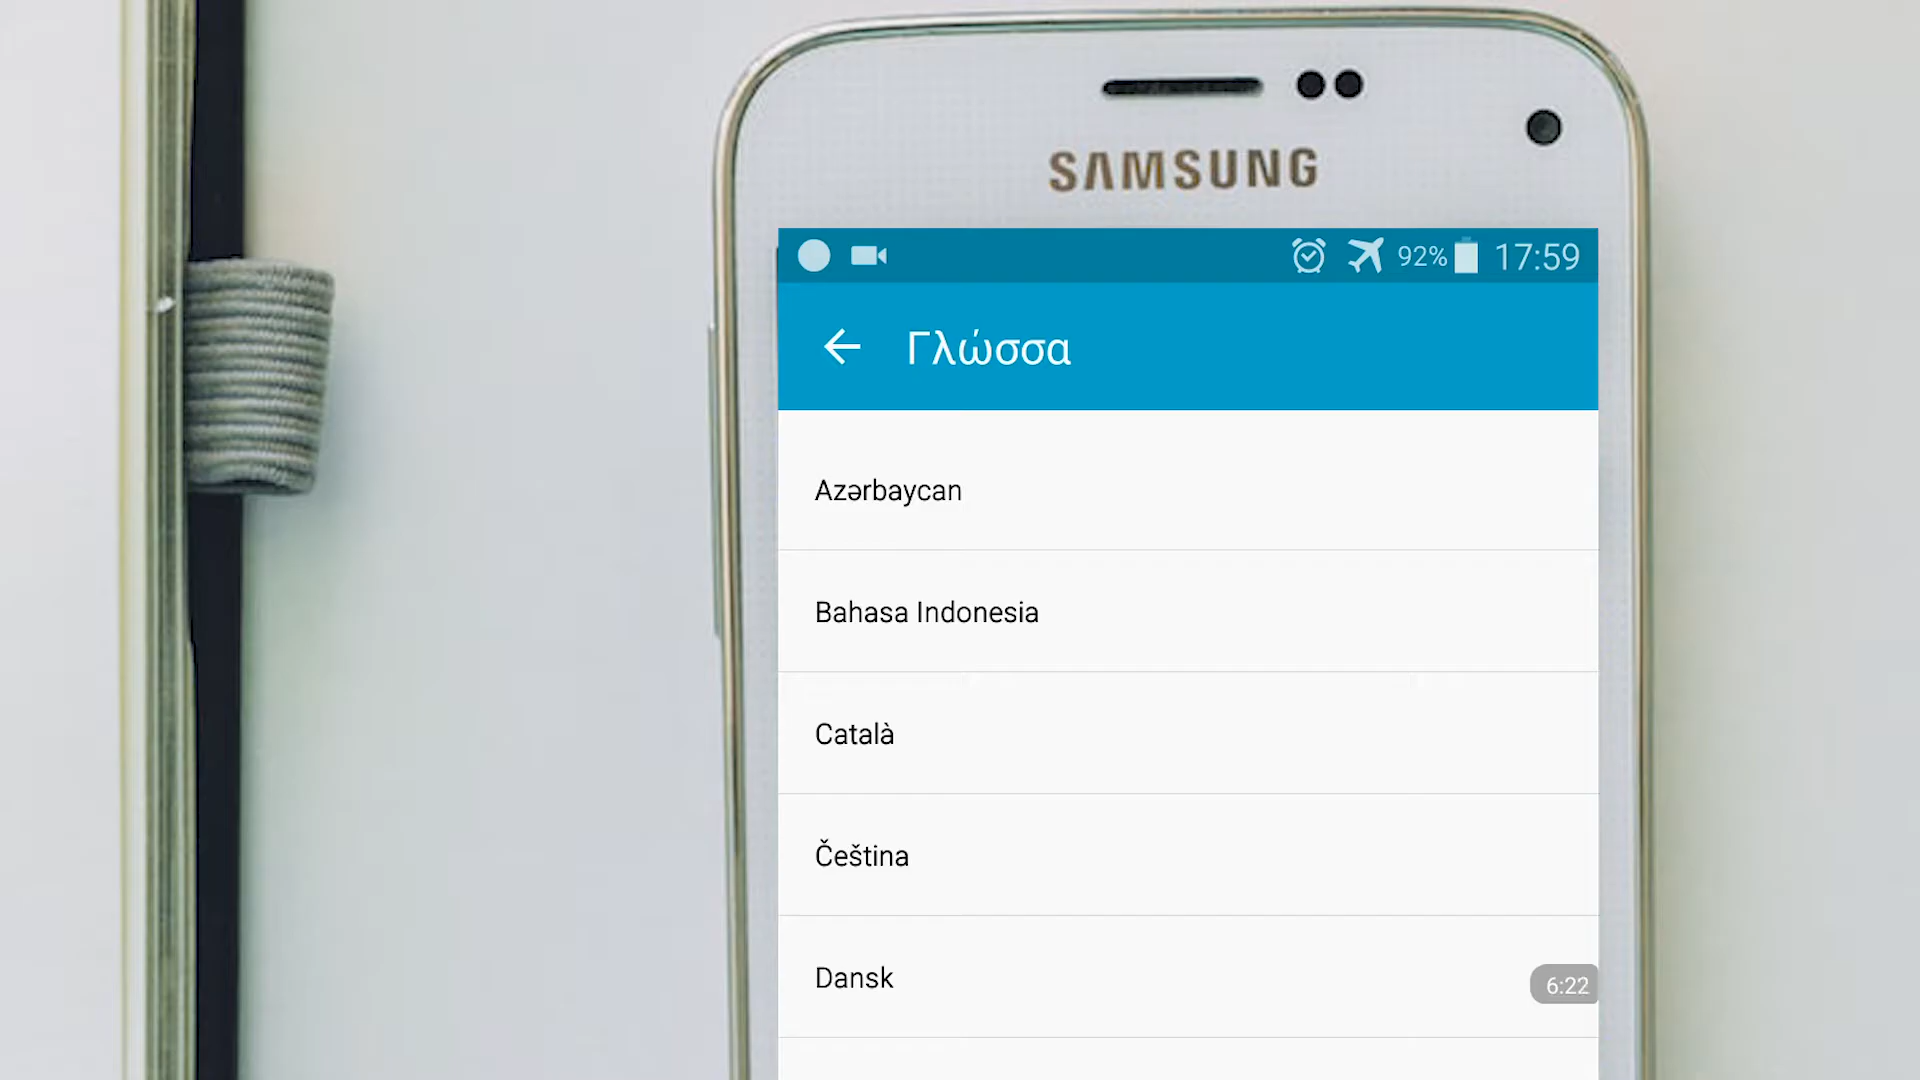 SAMSUNG
92% 17:59
Γλώσσα
Azərbaycan
Bahasa Indonesia
Català
Čeština
Dansk
6:22